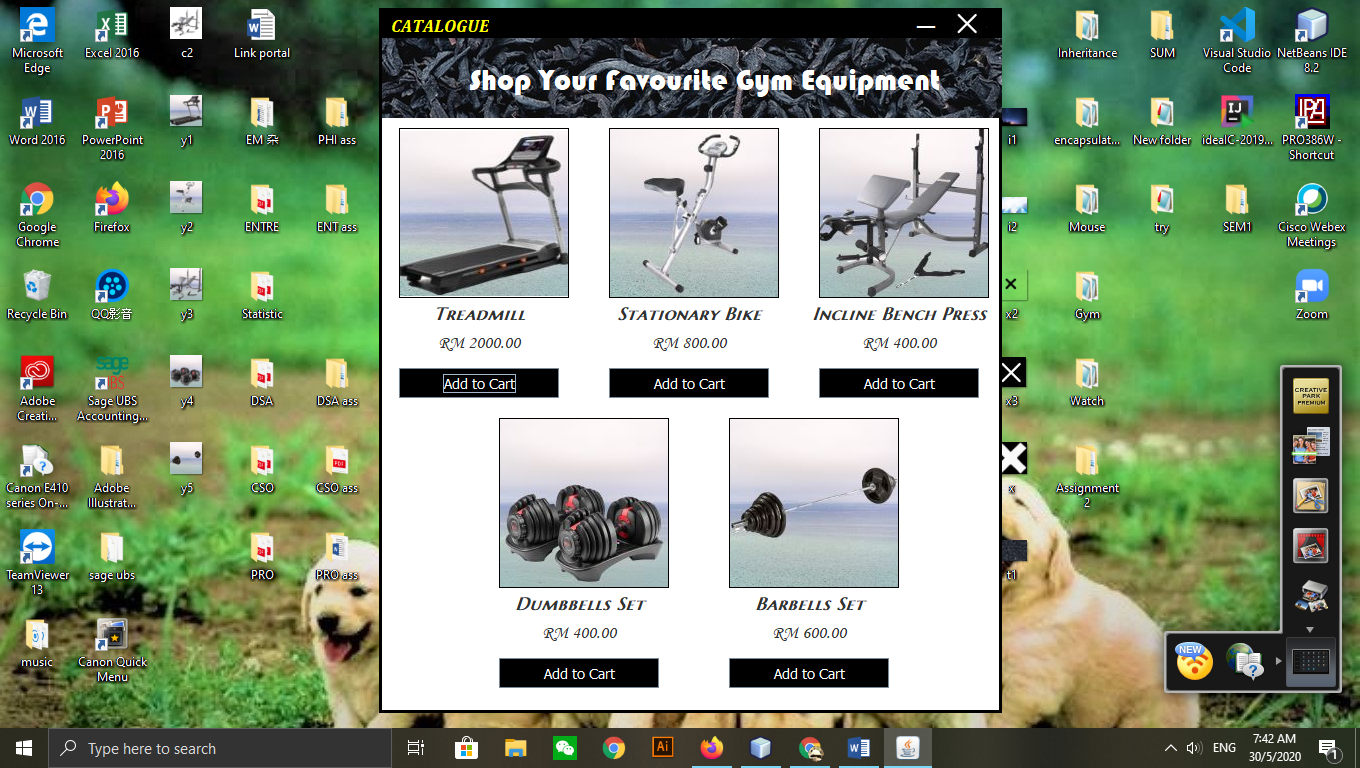 CATALOGUE
Shop Your Favourite Gym Equipment
Treadmill
RM 2000.00
Add to Cart
Stationary Bike
RM 800.00
Add to Cart
Incline Bench Press
RM 400.00
Add to Cart
Dumbbells Set
RM 400.00
Add to Cart
Barbells Set
RM 600.00
Add to Cart
Microsoft
Edge
Excel 2016
c2
Link portal
Word 2016
PowerPoint
2016
y1
EM 杂
PHI ass
Google
Chrome
Firefox
y2
ENTRE
ENT ass
Recycle Bin
QQ影音
y3
Statistic
Adobe
Creati...
sage
UBS
Sage UBS
Accounting...
y4
DSA
DSA ass
Canon E410
series On-...
Adobe
Illustrat...
y5
CSO
CSO ass
TeamViewer
13
sage ubs
PRO
PRO ass
music
Canon Quick
Menu
i1
i2
x2
x3
x
t1
Inheritance
SUM
Visual Studio
Code
NetBeans IDE
8.2
encapsulat...
New folder
idealC-2019...
PRO386W -
Shortcut
Mouse
try
SEM1
Cisco Webex
Meetings
Gym
Zoom
Watch
Assignment
2
CREATIVE
PARK
PREMIUM
NEW
Type here to search
Ai
ENG
7:42 AM
30/5/2020
1